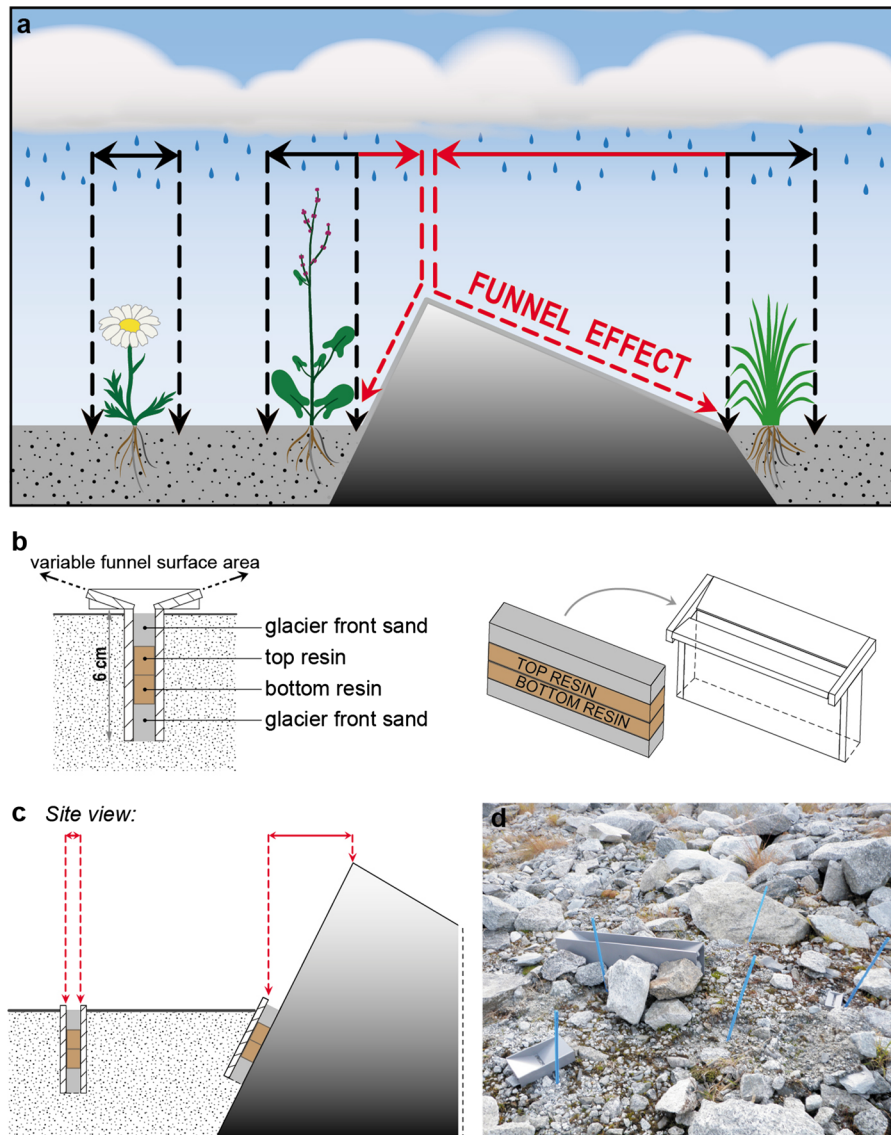 a
FUNNEL EFFECT
b
variable funnel surface area
6 cm
glacier front sand
top resin
bottom resin
glacier front sand
TOP RESIN
BOTTOM RESIN
c Site view:
d